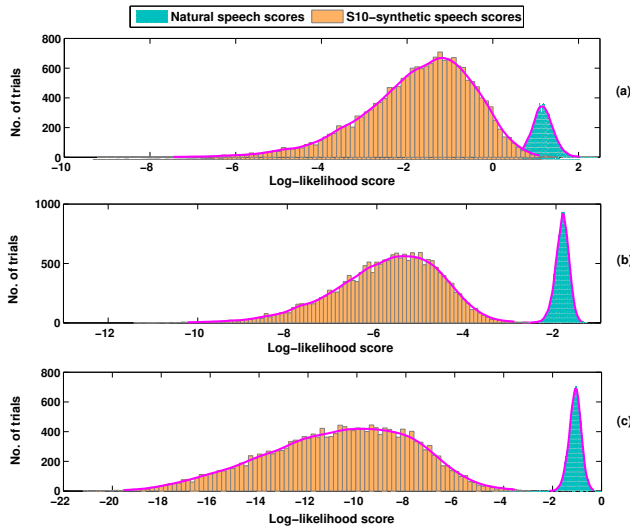 Natural speech scores S10−synthetic speech scores
800
600
400
200
0
No. of trials
−10 −8 −6 −4 −2 0 2
Log−likelihood score
(a)
1000
500
0
No. of trials
−12 −10 −8 −6 −4 −2
Log−likelihood score
(b)
800
600
400
200
0
No. of trials
−22 −20 −18 −16 −14 −12 −10 −8 −6 −4 −2 0
Log−likelihood score
(c)